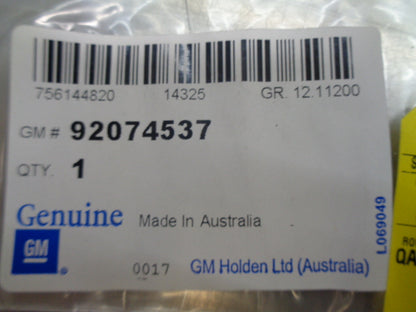 756144820 14325 GR. 12.11200
GM # 92074537
QTY. 1
Genuine Made In Australia
GM ®
0017 GM Holden Ltd (Australia)
L069049
S
RO
QA